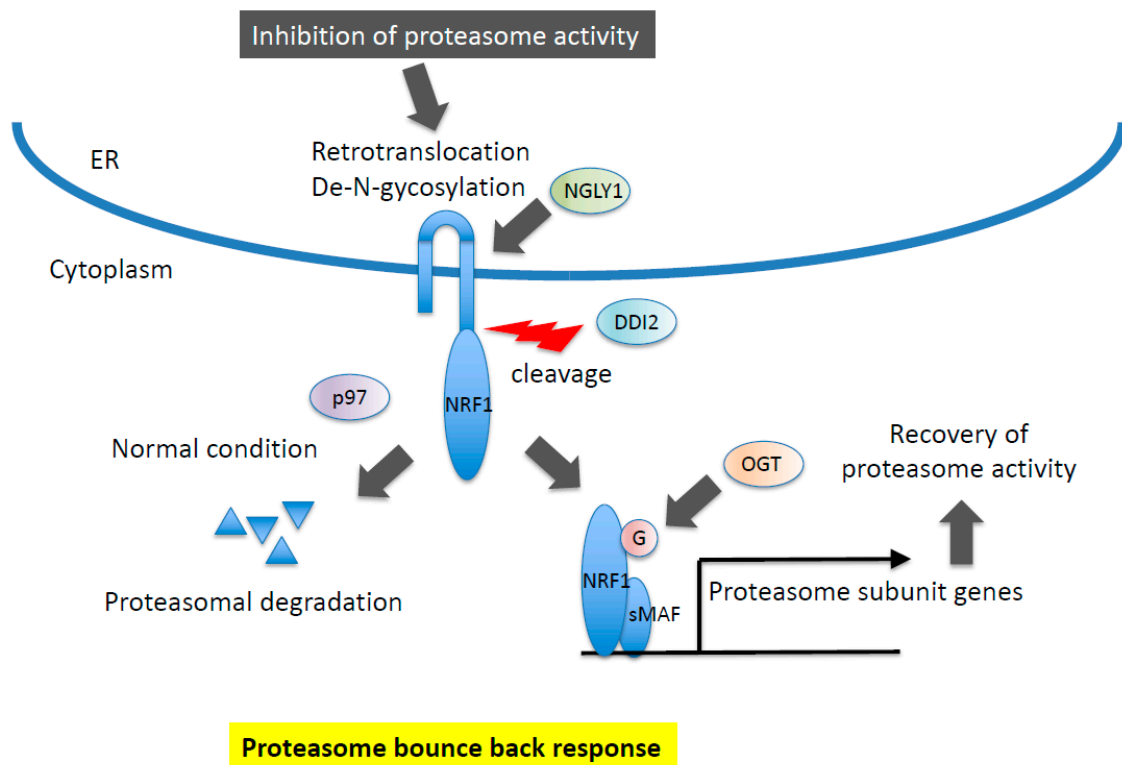 Inhibition of proteasome activity
ER
Retrotranslocation
De-N-gycosylation
NGLY1
Cytoplasm
DDI2
cleavage
p97
NRF1
Normal condition
Recovery of
proteasome activity
OGT
G
NRF1
sMAF
Proteasome subunit genes
Proteasomal degradation
Proteasome bounce back response